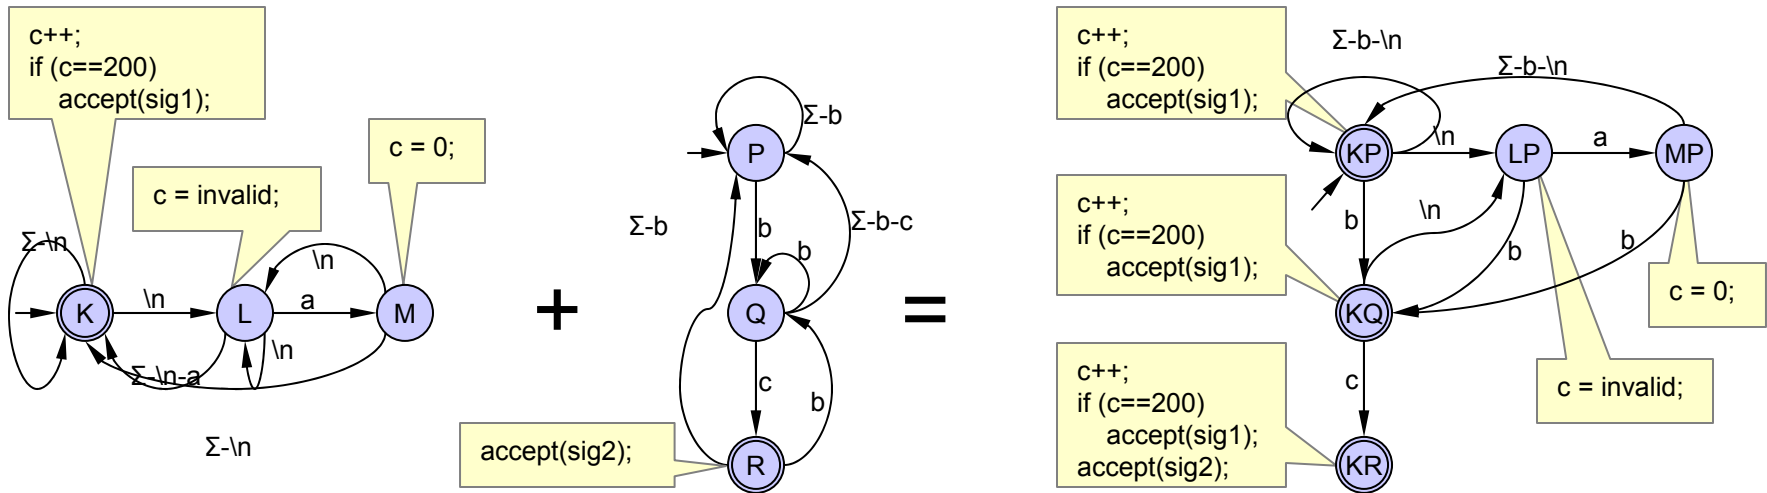 c++;
if (c==200)
accept(sig1);
c = invalid;
c = 0;
Σ-\n
K
\n
L
a
M
\n
\n
Σ-\n-a
Σ-\n
+
P
Σ-b
Σ-b
b
b
Σ-b-c
Q
c
b
R
accept(sig2);
=
c++;
if (c==200)
accept(sig1);
Σ-b-\n
Σ-b-\n
KP
\n
LP
a
MP
c++;
if (c==200)
accept(sig1);
b
\n
b
b
KQ
c = 0;
c++;
if (c==200)
accept(sig1);
accept(sig2);
c
KR
c = invalid;